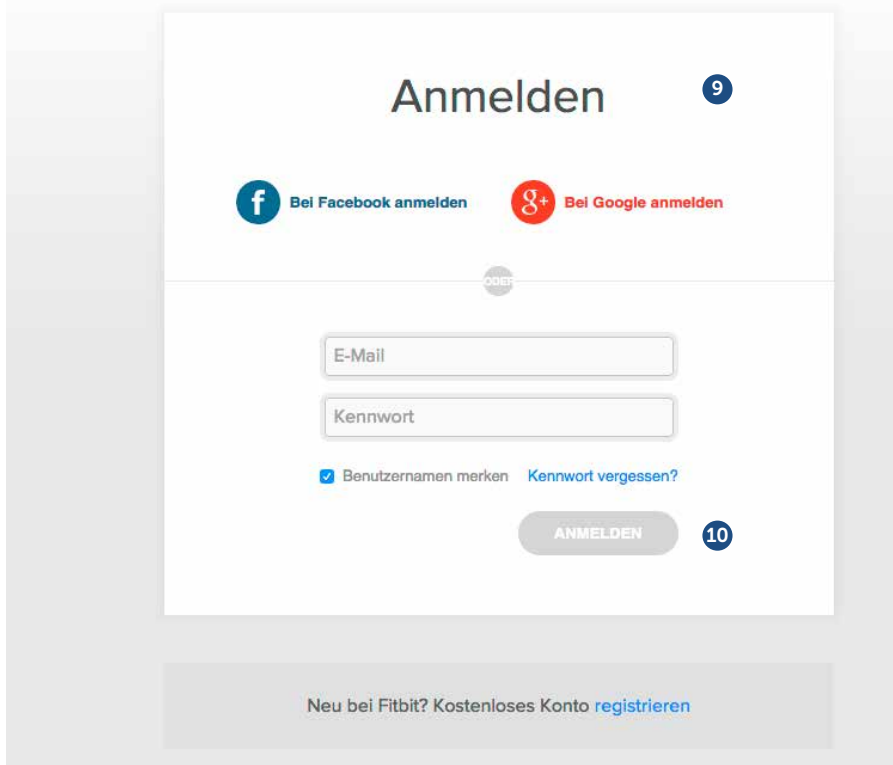 Anmelden 9
f Bei Facebook anmelden g+ Bei Google anmelden
ODER
E-Mail
Kennwort
Benutzernamen merken Kennwort vergessen?
ANMELDEN 10
Neu bei Fitbit? Kostenloses Konto registrieren